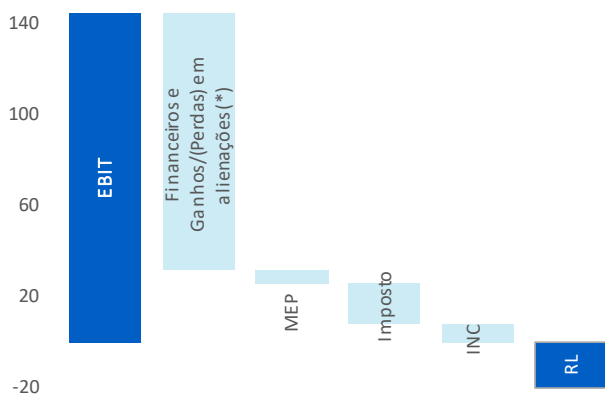 140
100
60
20
-20
EBIT
Financeiros e
Ganhos/(Perdas) em
alienações(*)
MEP
Imposto
INC
RL